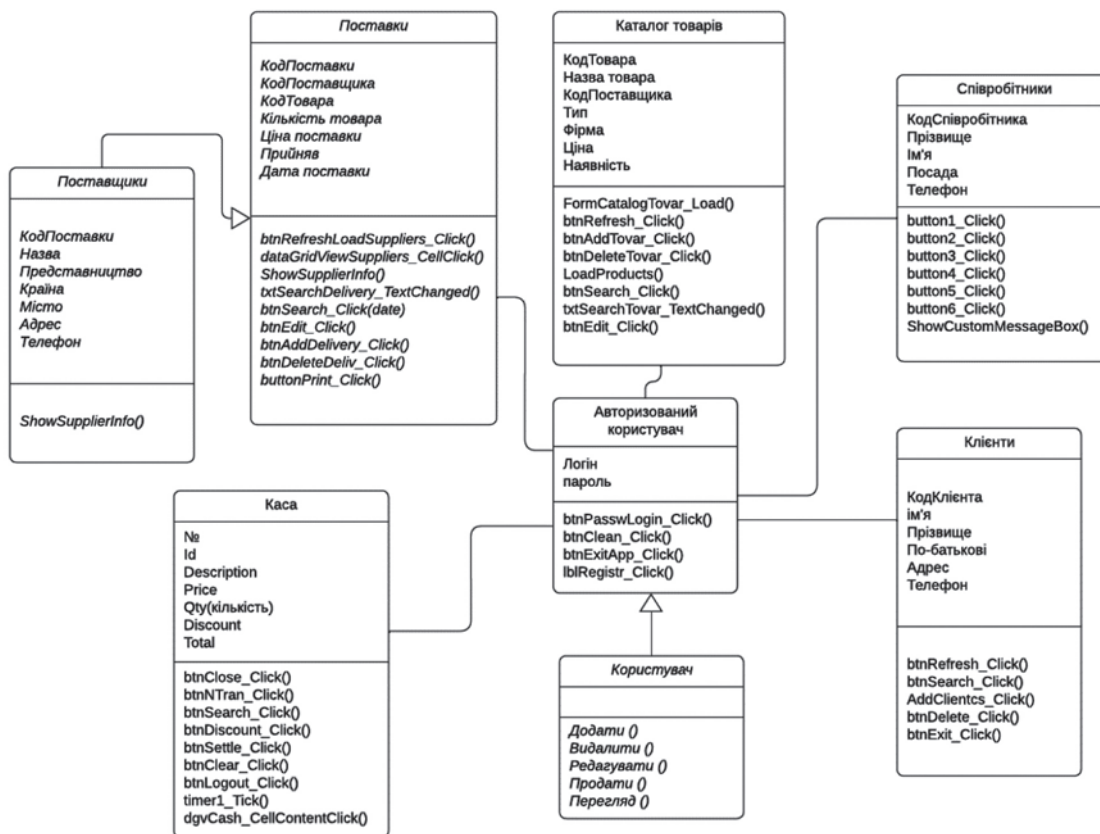 Поставки
КодПоставки
КодПоставщика
КодТовара
Кількість товара
Ціна поставки
Прийняв
Дата поставки
btnRefreshLoadSuppliers_Click()
dataGridViewSuppliers_CellClick()
ShowSupplierInfo()
txtSearchDelivery_TextChanged()
btnSearch_Click(date)
btnEdit_Click()
btnAddDelivery_Click()
btnDeleteDeliv_Click()
buttonPrint_Click()
Каталог товарів
КодТовара
Назва товара
КодПоставщика
Тип
Фірма
Ціна
Наявність
FormCatalogTovar_Load()
btnRefresh_Click()
btnAddTovar_Click()
btnDeleteTovar_Click()
LoadProducts()
btnSearch_Click()
txtSearchTovar_TextChanged()
btnEdit_Click()
Співробітники
КодСпівробітника
Прізвище
Ім'я
Посада
Телефон
button1_Click()
button2_Click()
button3_Click()
button4_Click()
button5_Click()
button6_Click()
ShowCustomMessageBox()
Поставщики
КодПоставки
Назва
Представництво
Країна
Місто
Адрес
Телефон
ShowSupplierInfo()
Авторизований
користувач
Логін
пароль
btnPasswLogin_Click()
btnClean_Click()
btnExitApp_Click()
lblRegistr_Click()
Клієнти
КодКлієнта
ім'я
Прізвище
По-батькові
Адрес
Телефон
btnRefresh_Click()
btnSearch_Click()
AddClientcs_Click()
btnDelete_Click()
btnExit_Click()
Каса
№
Id
Description
Price
Qty(кількість)
Discount
Total
btnClose_Click()
btnNTran_Click()
btnSearch_Click()
btnDiscount_Click()
btnSettle_Click()
btnClear_Click()
btnLogout_Click()
timer1_Tick()
dgvCash_CellContentClick()
Користувач
Додати ()
Видалити ()
Редагувати ()
Продати ()
Перегляд ()